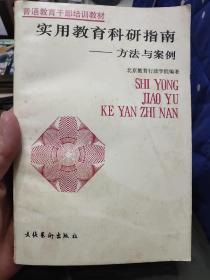 普通教育干部培训教材
实用教育科研指南
——方法与案例
北京教育行政学院编著
SHI YONG
JIAO YU
KE YAN ZHI NAN
文化艺术出版社